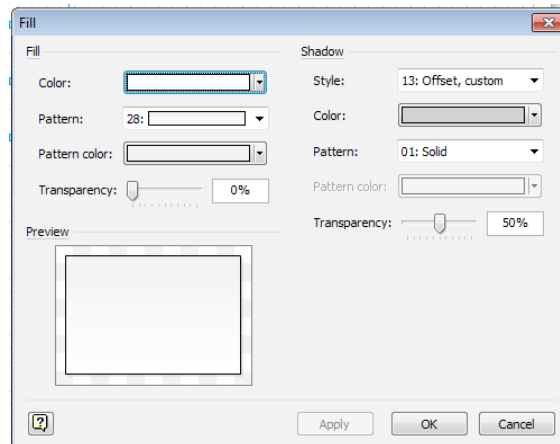 Fill
Fill
Color:
Pattern:
28:
Pattern color:
Transparency:
0%
Preview
Shadow
Style:
13: Offset, custom
Color:
Pattern:
01: Solid
Pattern color:
Transparency:
50%
Apply
OK
Cancel